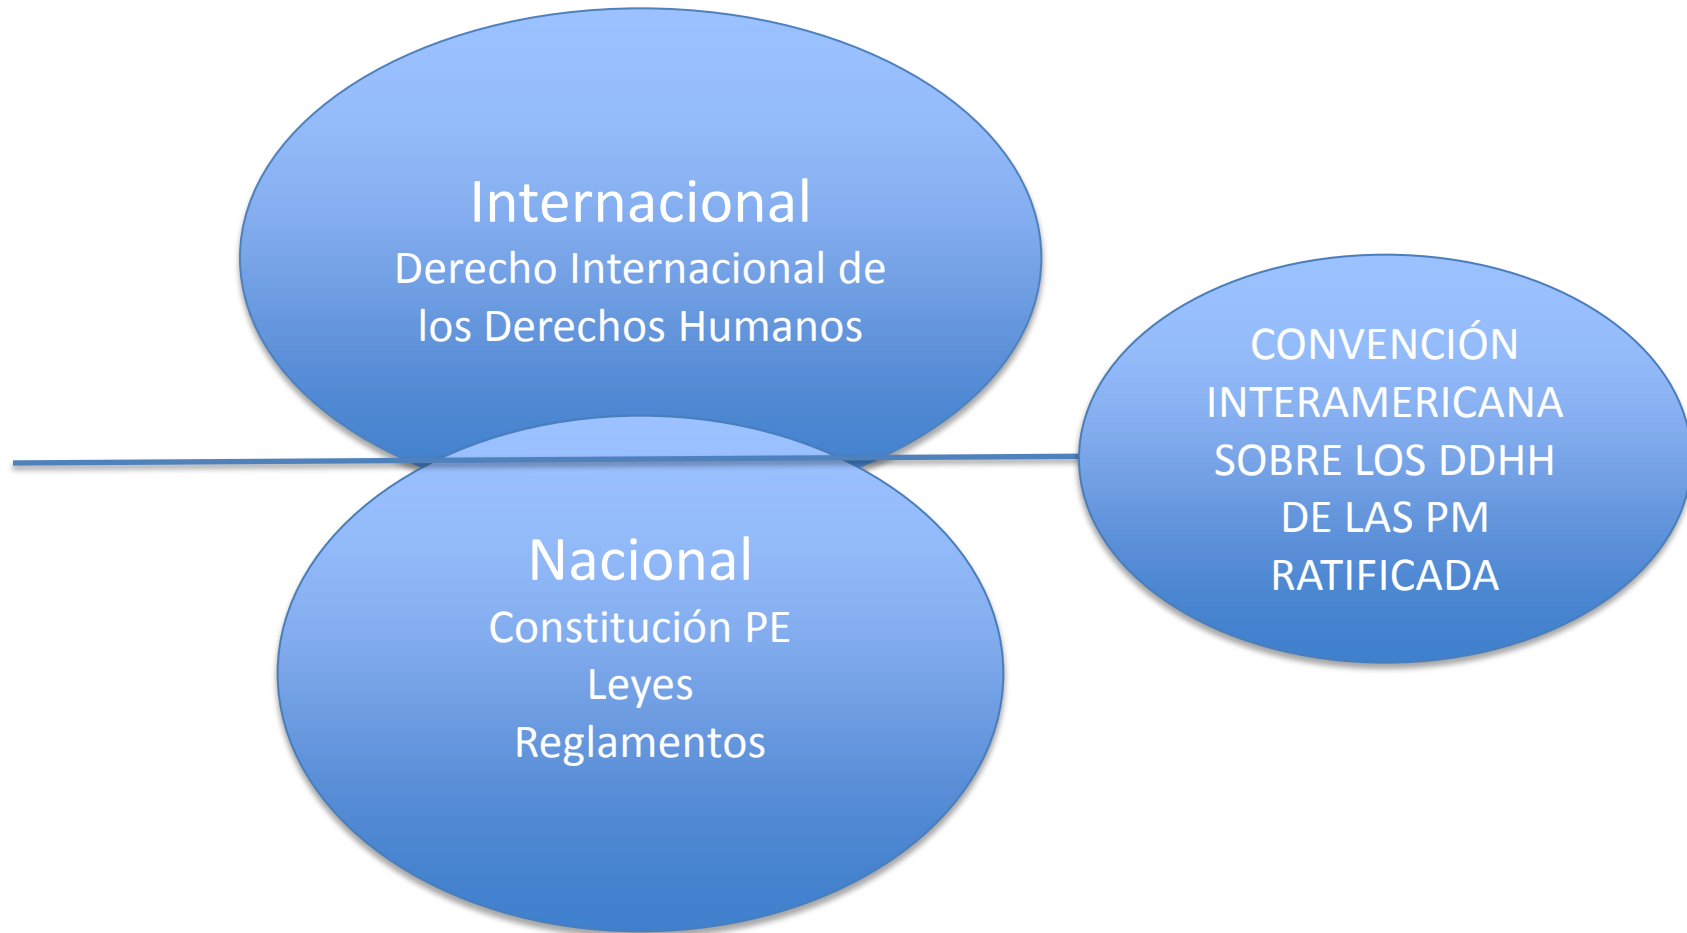 Internacional
Derecho Internacional de
los Derechos Humanos
Nacional
Constitución PE
Leyes
Reglamentos
CONVENCIÓN
INTERAMERICANA
SOBRE LOS DDHH
DE LAS PM
RATIFICADA